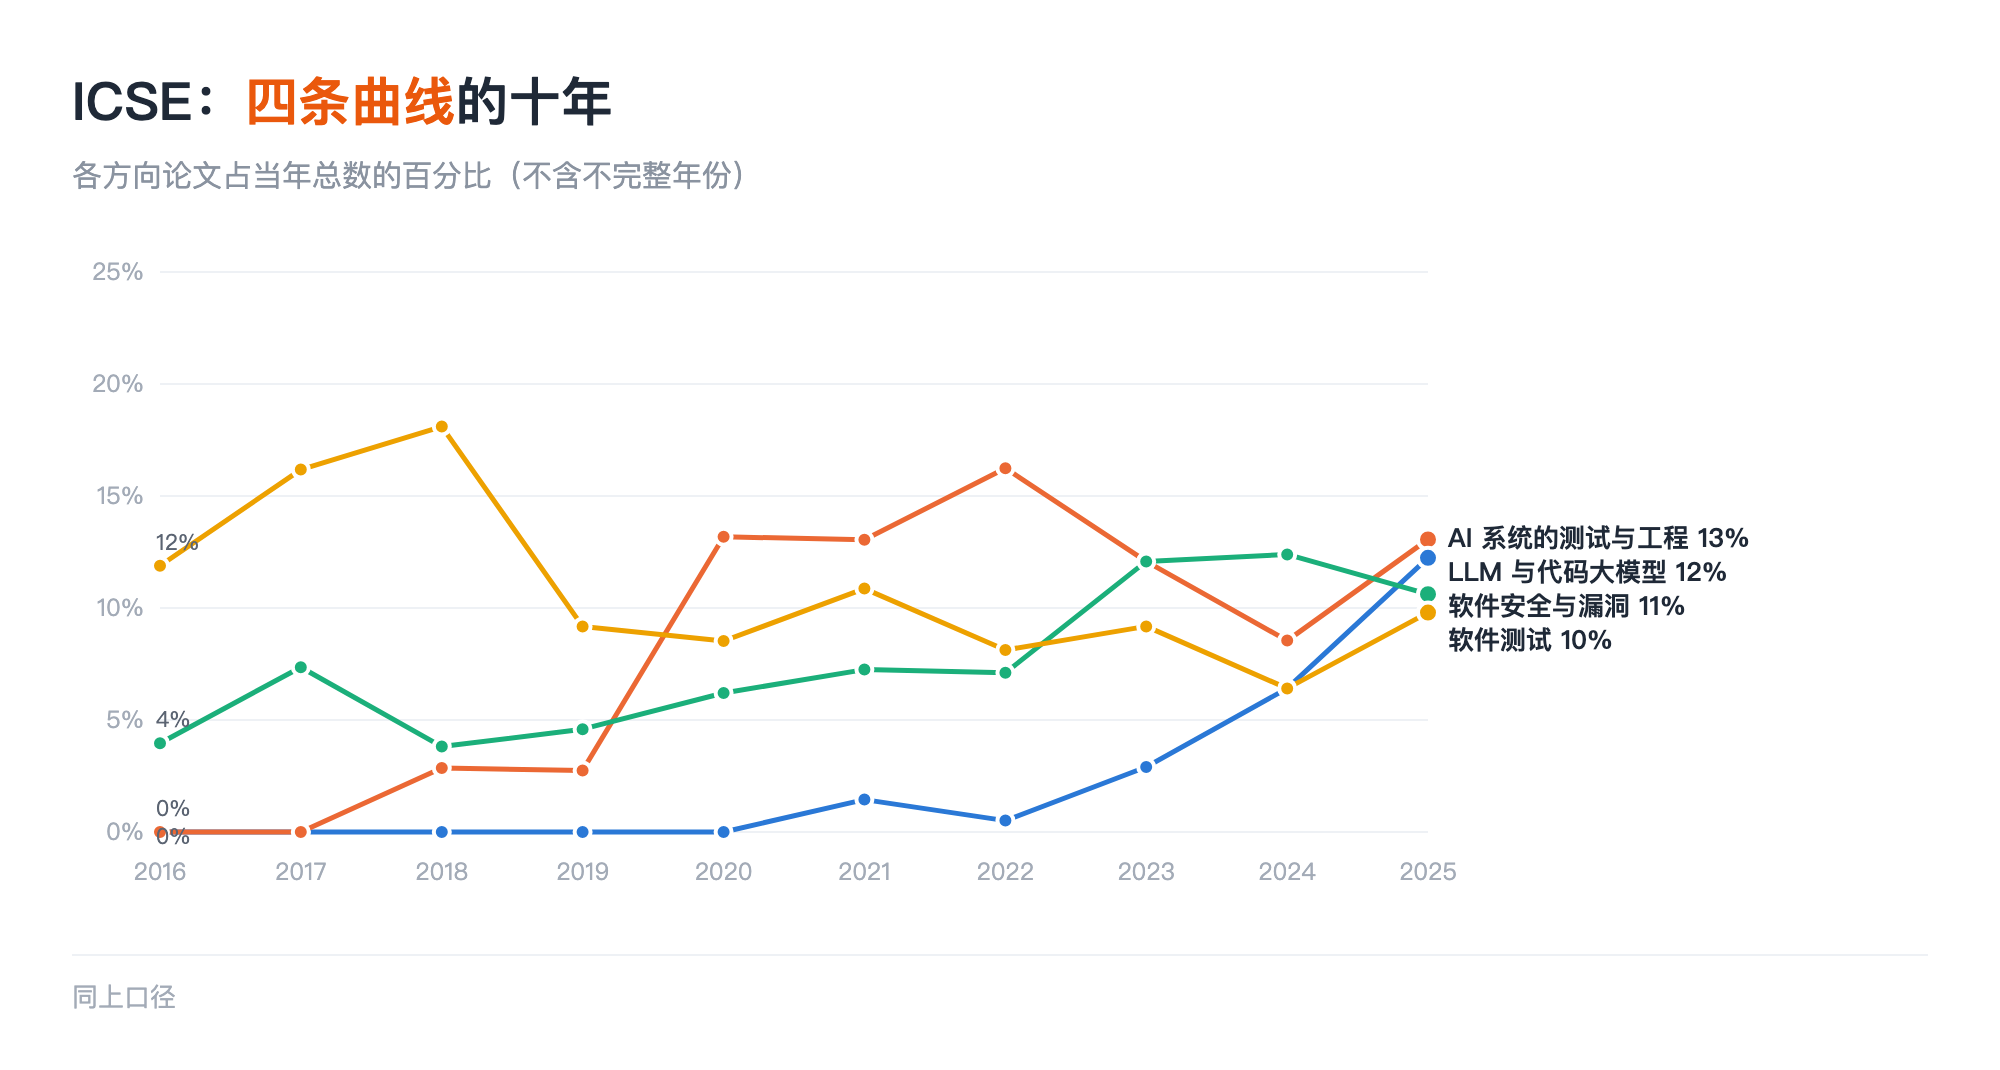 ICSE：四条曲线的十年
各方向论文占当年总数的百分比（不含不完整年份）
25%
20%
15%
10%
5%
0%
12%
4%
0%
0%
AI 系统的测试与工程 13%
LLM 与代码大模型 12%
软件安全与漏洞 11%
软件测试 10%
2016 2017 2018 2019 2020 2021 2022 2023 2024 2025
同上口径